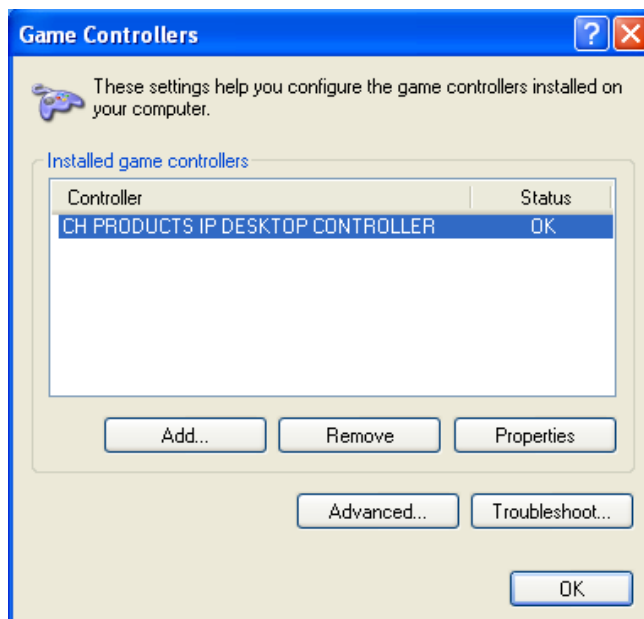 Game Controllers
These settings help you configure the game controllers installed on
your computer.
Installed game controllers
Controller Status
CH PRODUCTS IP DESKTOP CONTROLLER OK
Add... Remove Properties
Advanced... Troubleshoot...
OK